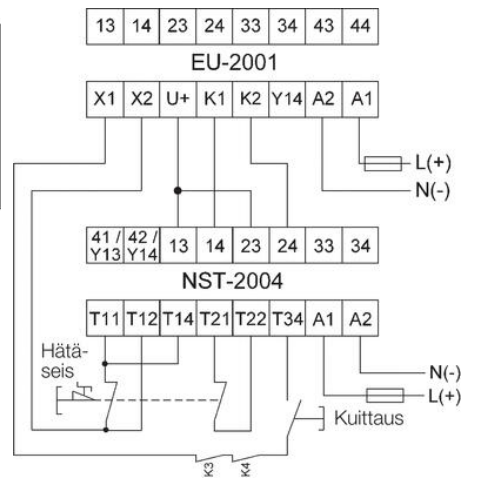 13 14 23 24 33 34 43 44
EU-2001
X1 X2 U+ K1 K2 Y14 A2 A1
L(+)
N(-)
41 / Y13 42 / Y14 13 14 23 24 33 34
NST-2004
T11 T12 T14 T21 T22 T34 A1 A2
Hätä-
seis
N(-)
L(+)
Kuittaus
K3 K4